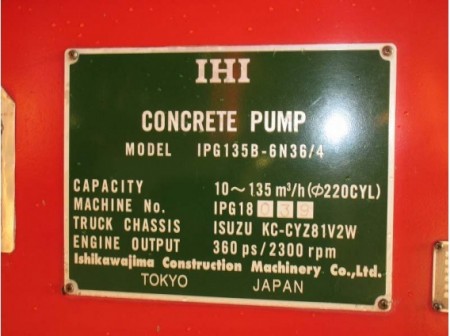 IHI
CONCRETE PUMP
MODEL IPG135B-6N36/4
CAPACITY 10～135 m³/h (Φ220CYL)
MACHINE No. IPG18 039
TRUCK CHASSIS ISUZU KC-CYZ81V2W
ENGINE OUTPUT 360 ps/2300 rpm
Ishikawajima Construction Machinery Co.,Ltd.
TOKYO JAPAN